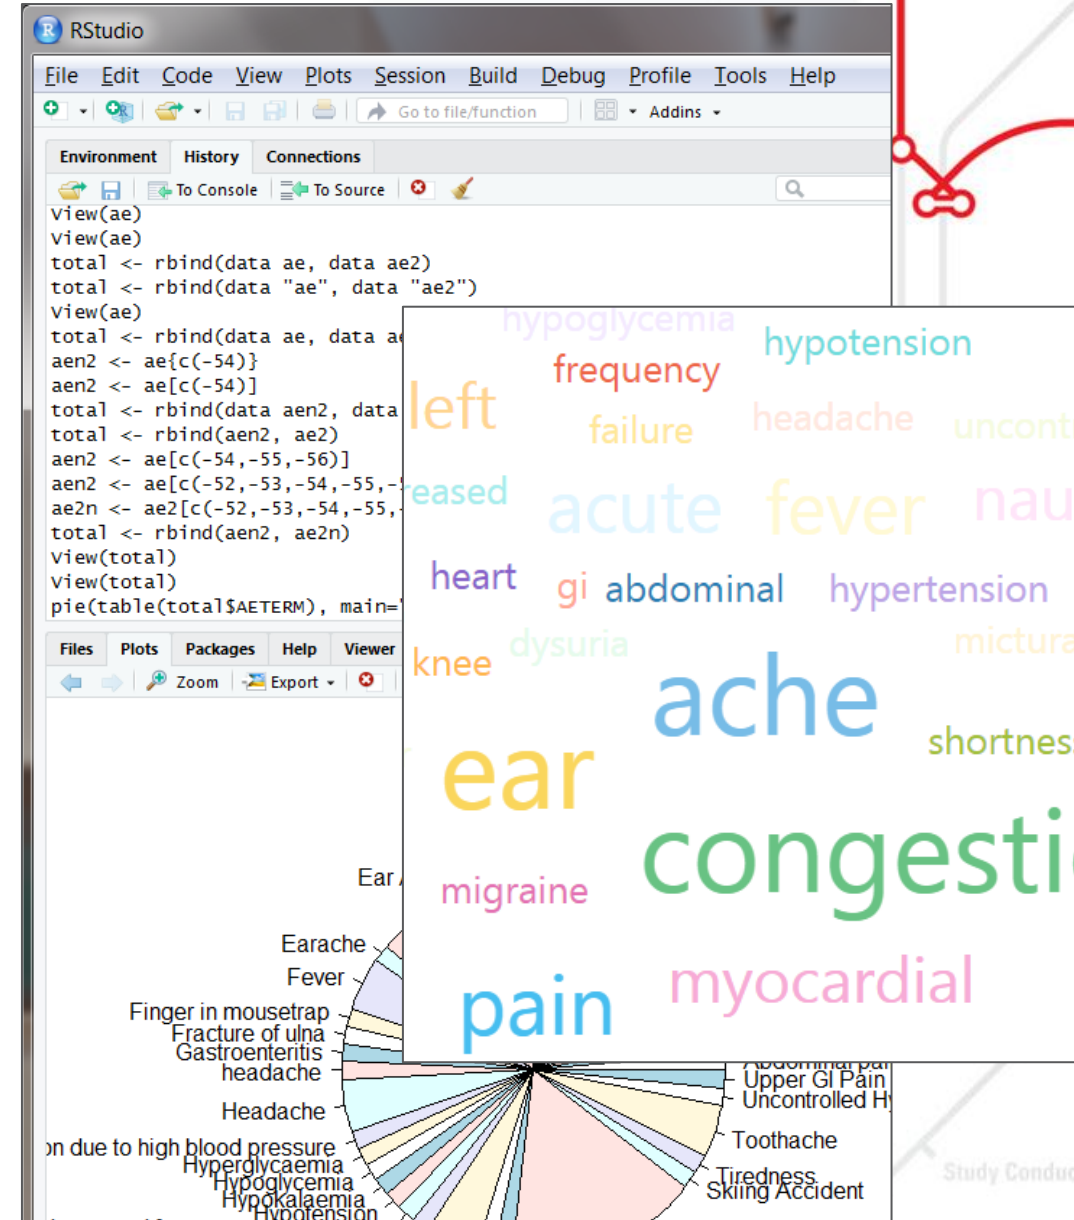 RStudio
File Edit Code View Plots Session Build Debug Profile Tools Help
Go to file/function Addins
Environment History Connections
To Console To Source
View(ae)
View(ae)
total <- rbind(data ae, data ae2)
total <- rbind(data "ae", data "ae2")
View(ae)
total <- rbind(data ae, data ae
aen2 <- ae{c(-54)}
aen2 <- ae[c(-54)]
total <- rbind(data aen2, data
total <- rbind(aen2, ae2)
aen2 <- ae[c(-54,-55,-56)]
aen2 <- ae[c(-52,-53,-54,-55,-
ae2n <- ae2[c(-52,-53,-54,-55,
total <- rbind(aen2, ae2n)
View(total)
View(total)
pie(table(total$AETERM), main=
Files Plots Packages Help Viewer
Zoom Export
hypoglycemia
hypotension
frequency
left
failure headache uncont
reased
acute fever nau
heart gi abdominal hypertension
knee dysuria mictura
ache
shortness
ear
congesti
migraine
pain myocardial
Ear
Earache
Fever
Finger in mousetrap
Fracture of ulna
Gastroenteritis
headache
Headache
on due to high blood pressure
Hyperglycaemia
Hypoglycemia
Hypokalaemia
Hypotension
Abdominal pai
Upper GI Pain
Uncontrolled Hy
Toothache
Tiredness
Skiing Accident
Study Conduc